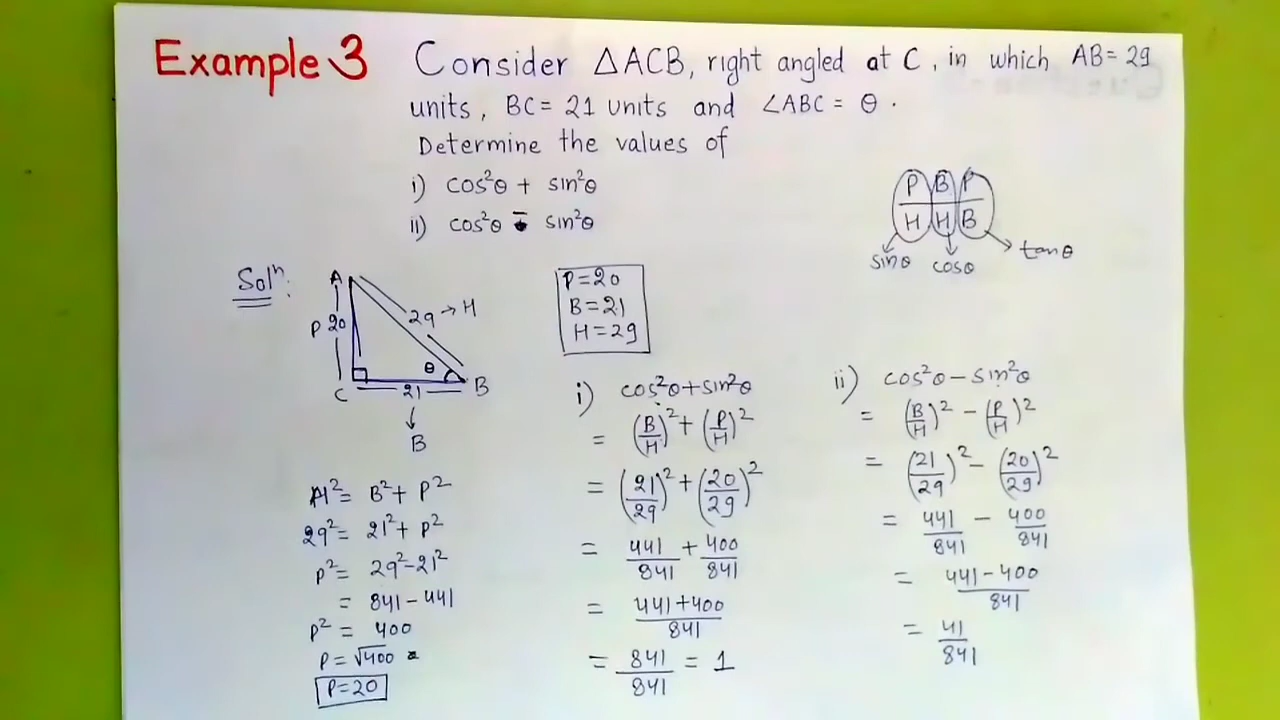 Example 3 Consider △ACB, right angled at C, in which AB = 29
units, BC = 21 units and ∠ABC = θ.
Determine the values of
i) cos²θ + sin²θ
ii) cos²θ - sin²θ
P B P
H H B
sinθ cosθ tanθ
Solⁿ:
A
P 20
29 → H
θ
C
21
B
↓
B
P = 20
B = 21
H = 29
H² = B² + P²
29² = 21² + P²
P² = 29² - 21²
= 841 - 441
P² = 400
P = √400
P = 20
i) cos²θ + sin²θ
= (B/H)² + (P/H)²
= (21/29)² + (20/29)²
= 441/841 + 400/841
= 441 + 400/841
= 841/841 = 1
ii) cos²θ - sin²θ
= (B/H)² - (P/H)²
= (21/29)² - (20/29)²
= 441/841 - 400/841
= 441 - 400/841
= 41/841